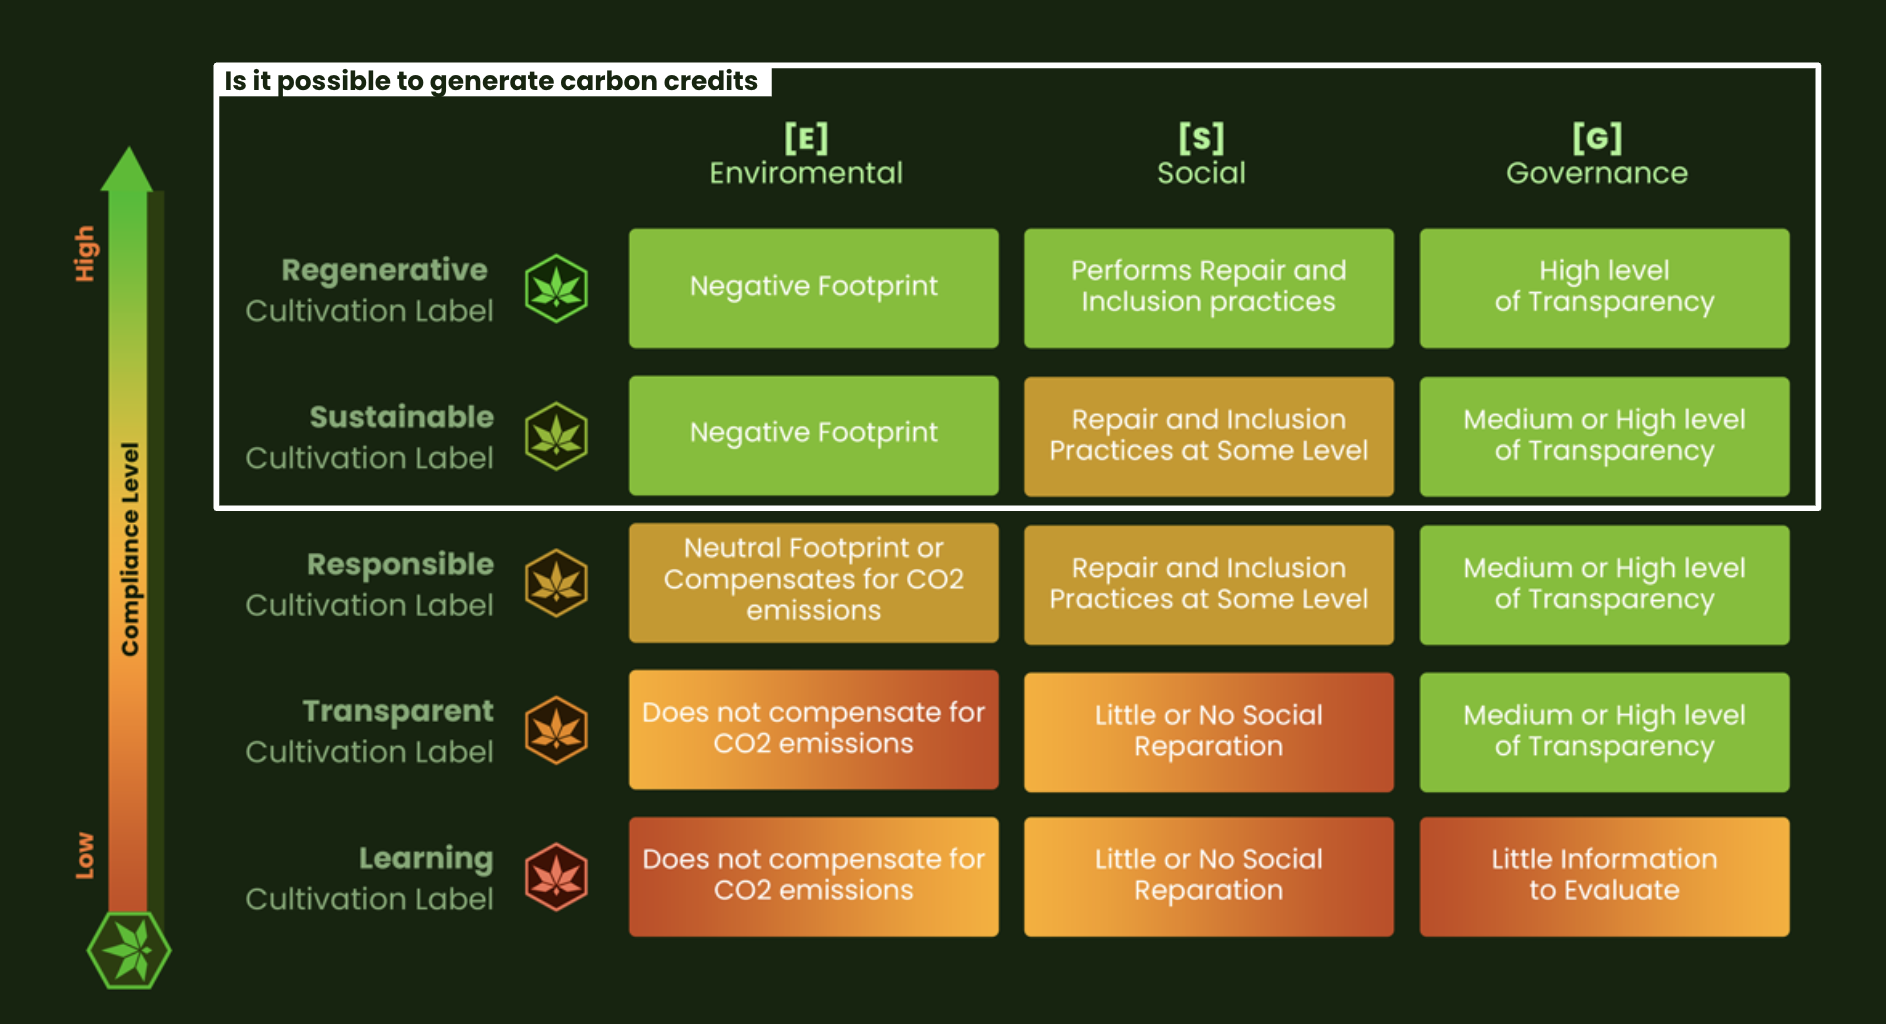 Is it possible to generate carbon credits
[E]
Enviromental
[S]
Social
[G]
Governance
High
Compliance Level
Low
Regenerative
Cultivation Label
Negative Footprint
Performs Repair and
Inclusion practices
High level
of Transparency
Sustainable
Cultivation Label
Negative Footprint
Repair and Inclusion
Practices at Some Level
Medium or High level
of Transparency
Responsible
Cultivation Label
Neutral Footprint or
Compensates for CO2
emissions
Repair and Inclusion
Practices at Some Level
Medium or High level
of Transparency
Transparent
Cultivation Label
Does not compensate for
CO2 emissions
Little or No Social
Reparation
Medium or High level
of Transparency
Learning
Cultivation Label
Does not compensate for
CO2 emissions
Little or No Social
Reparation
Little Information
to Evaluate